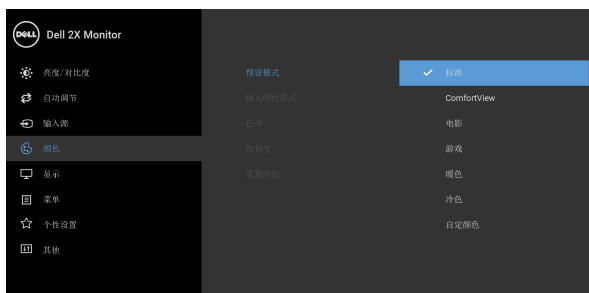 DELL Dell 2X Monitor
亮度/对比度
自动调节
输入源
颜色
显示
菜单
个性设置
其他
预设模式
输入颜色格式
色调
饱和度
重置颜色
标准
ComfortView
电影
游戏
暖色
冷色
自定颜色